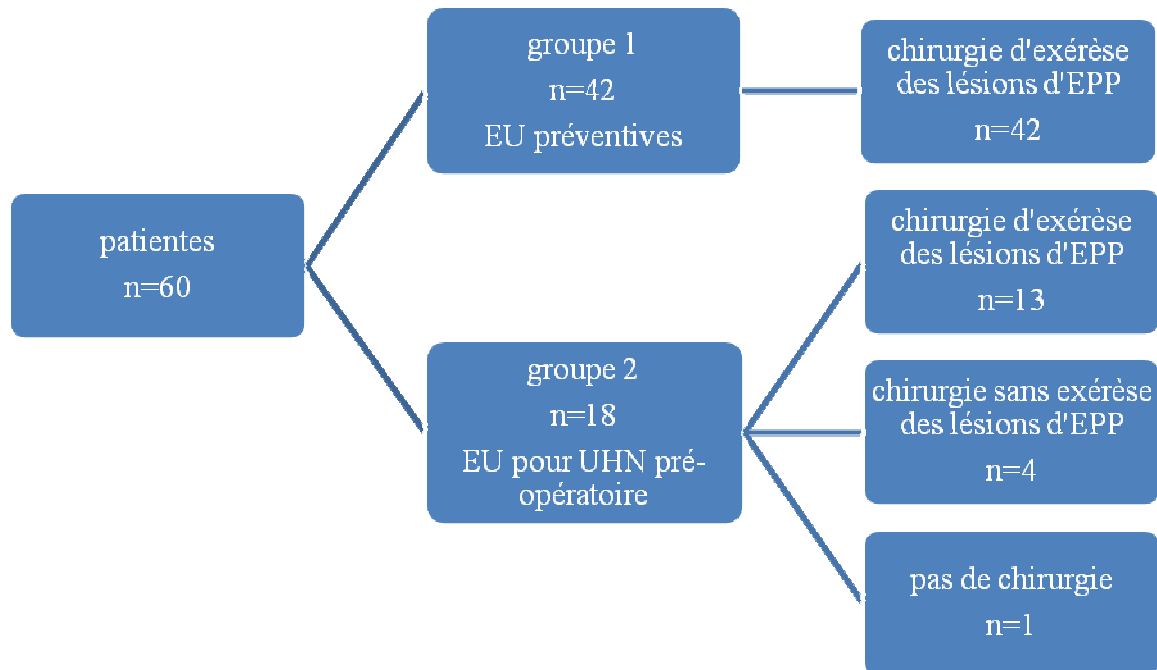 patientes
n=60
groupe 1
n=42
EU préventives
groupe 2
n=18
EU pour UHN pré-
opératoire
chirurgie d'exérèse
des lésions d'EPP
n=42
chirurgie d'exérèse
des lésions d'EPP
n=13
chirurgie sans exérèse
des lésions d'EPP
n=4
pas de chirurgie
n=1